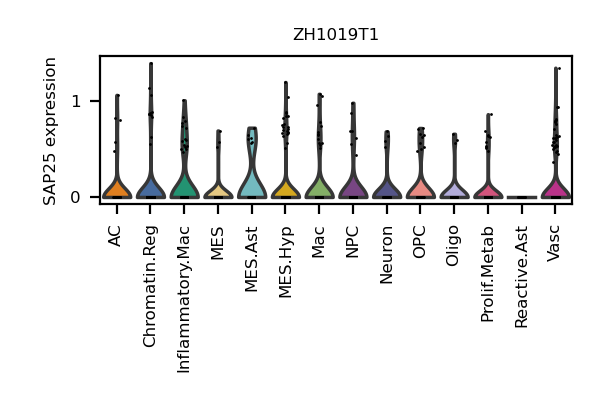 ZH1019T1
SAP25 expression
1
0
AC
Chromatin.Reg
Inflammatory.Mac
MES
MES.Ast
MES.Hyp
Mac
NPC
Neuron
OPC
Oligo
Prolif.Metab
Reactive.Ast
Vasc